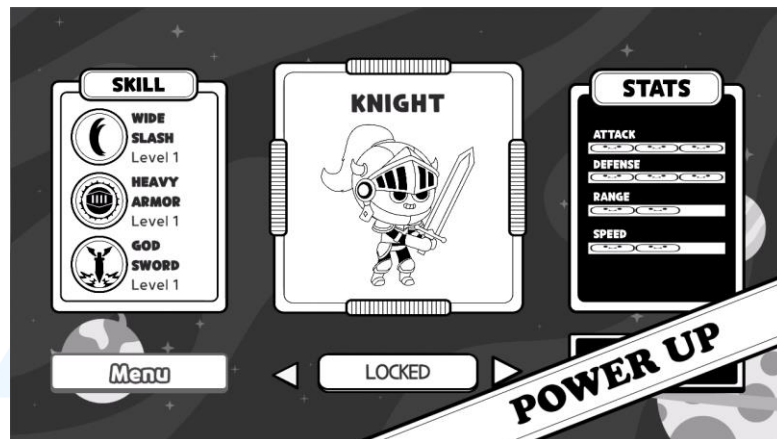 SKILL
WIDE
SLASH
Level 1
HEAVY
ARMOR
Level 1
GOD
SWORD
Level 1
KNIGHT
STATS
ATTACK
DEFENSE
RANGE
SPEED
Menu
LOCKED
POWER UP